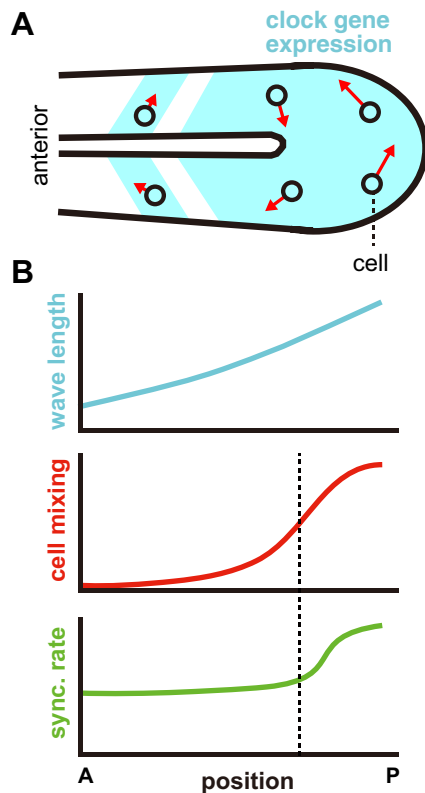 A
clock gene
expression
anterior
cell
B
wave length
cell mixing
sync. rate
A
position
P